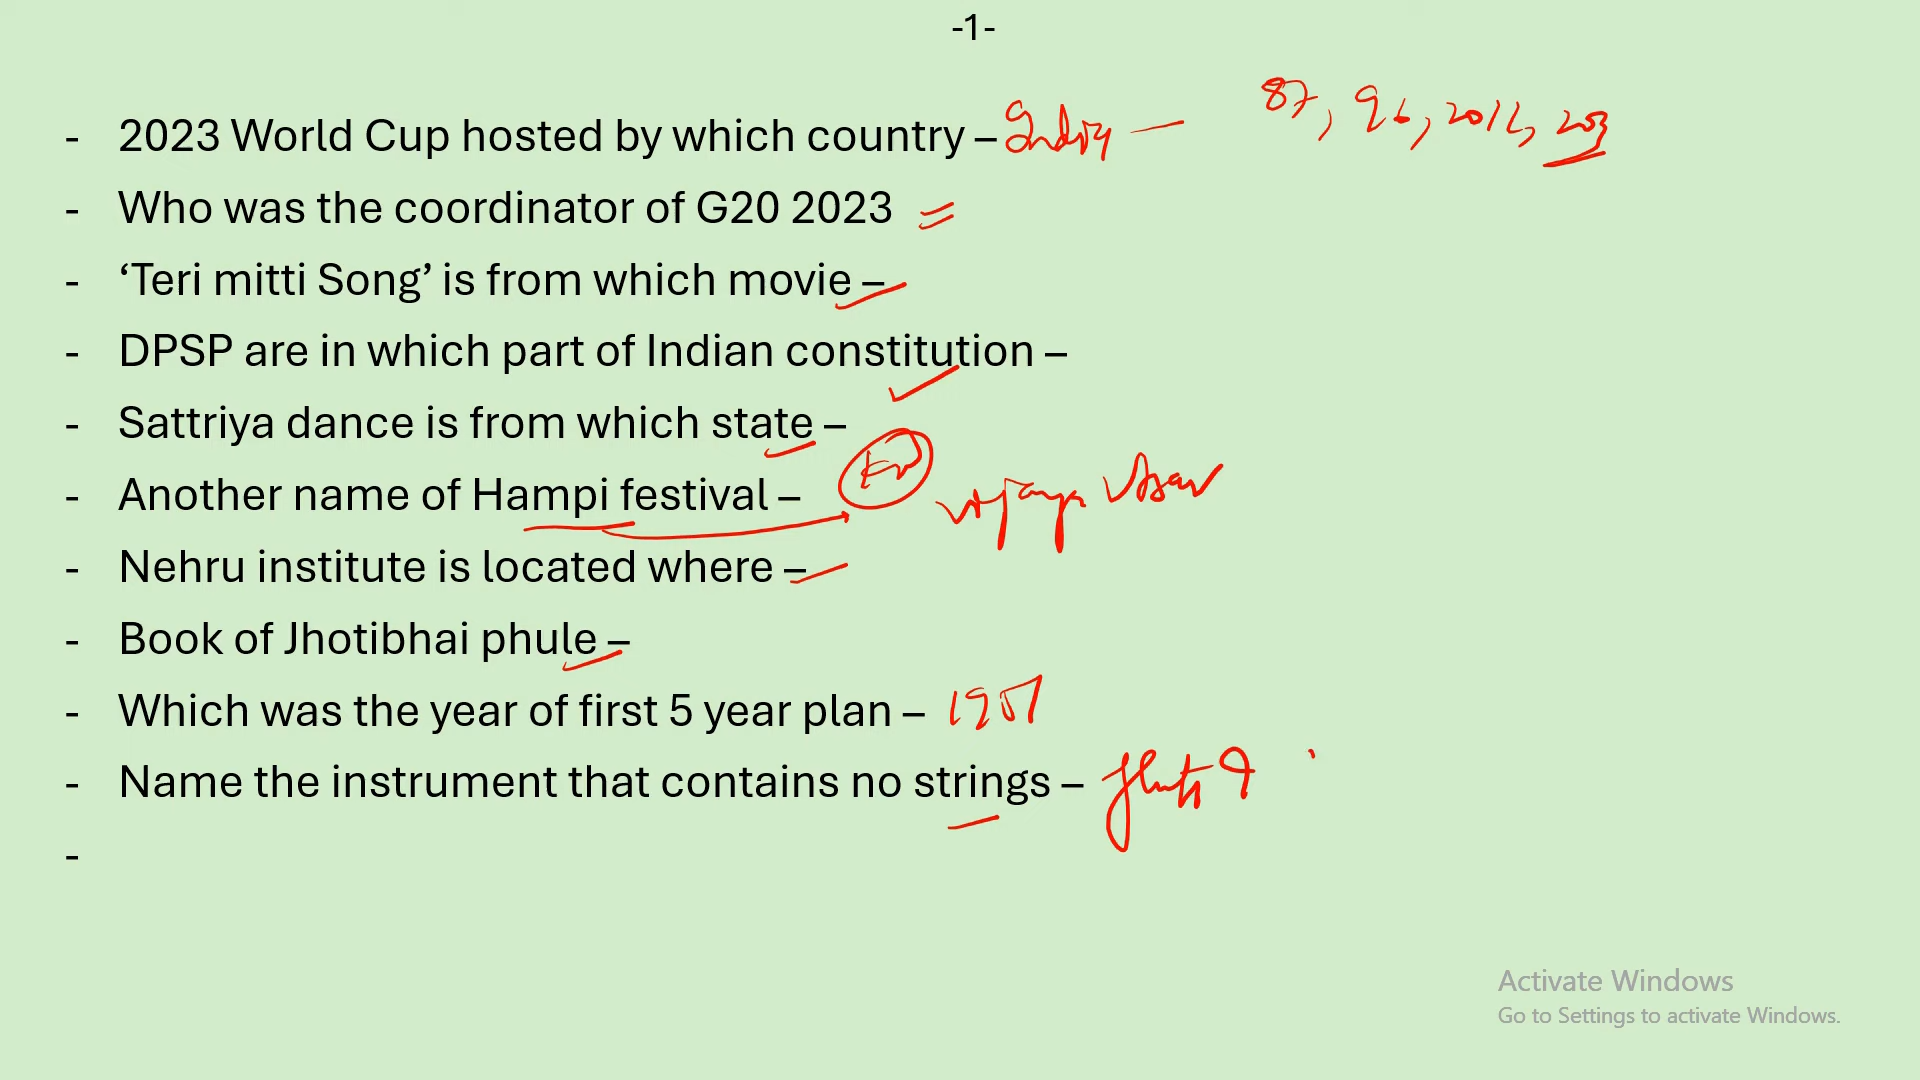 -1-
- 2023 World Cup hosted by which country – India – 87, 96, 2011, 203
- Who was the coordinator of G20 2023
- ‘Teri mitti Song’ is from which movie –
- DPSP are in which part of Indian constitution –
- Sattriya dance is from which state –
- Another name of Hampi festival – vijaya utsav
- Nehru institute is located where –
- Book of Jhotibhai phule –
- Which was the year of first 5 year plan – 1951
- Name the instrument that contains no strings – flute
-
Activate Windows
Go to Settings to activate Windows.